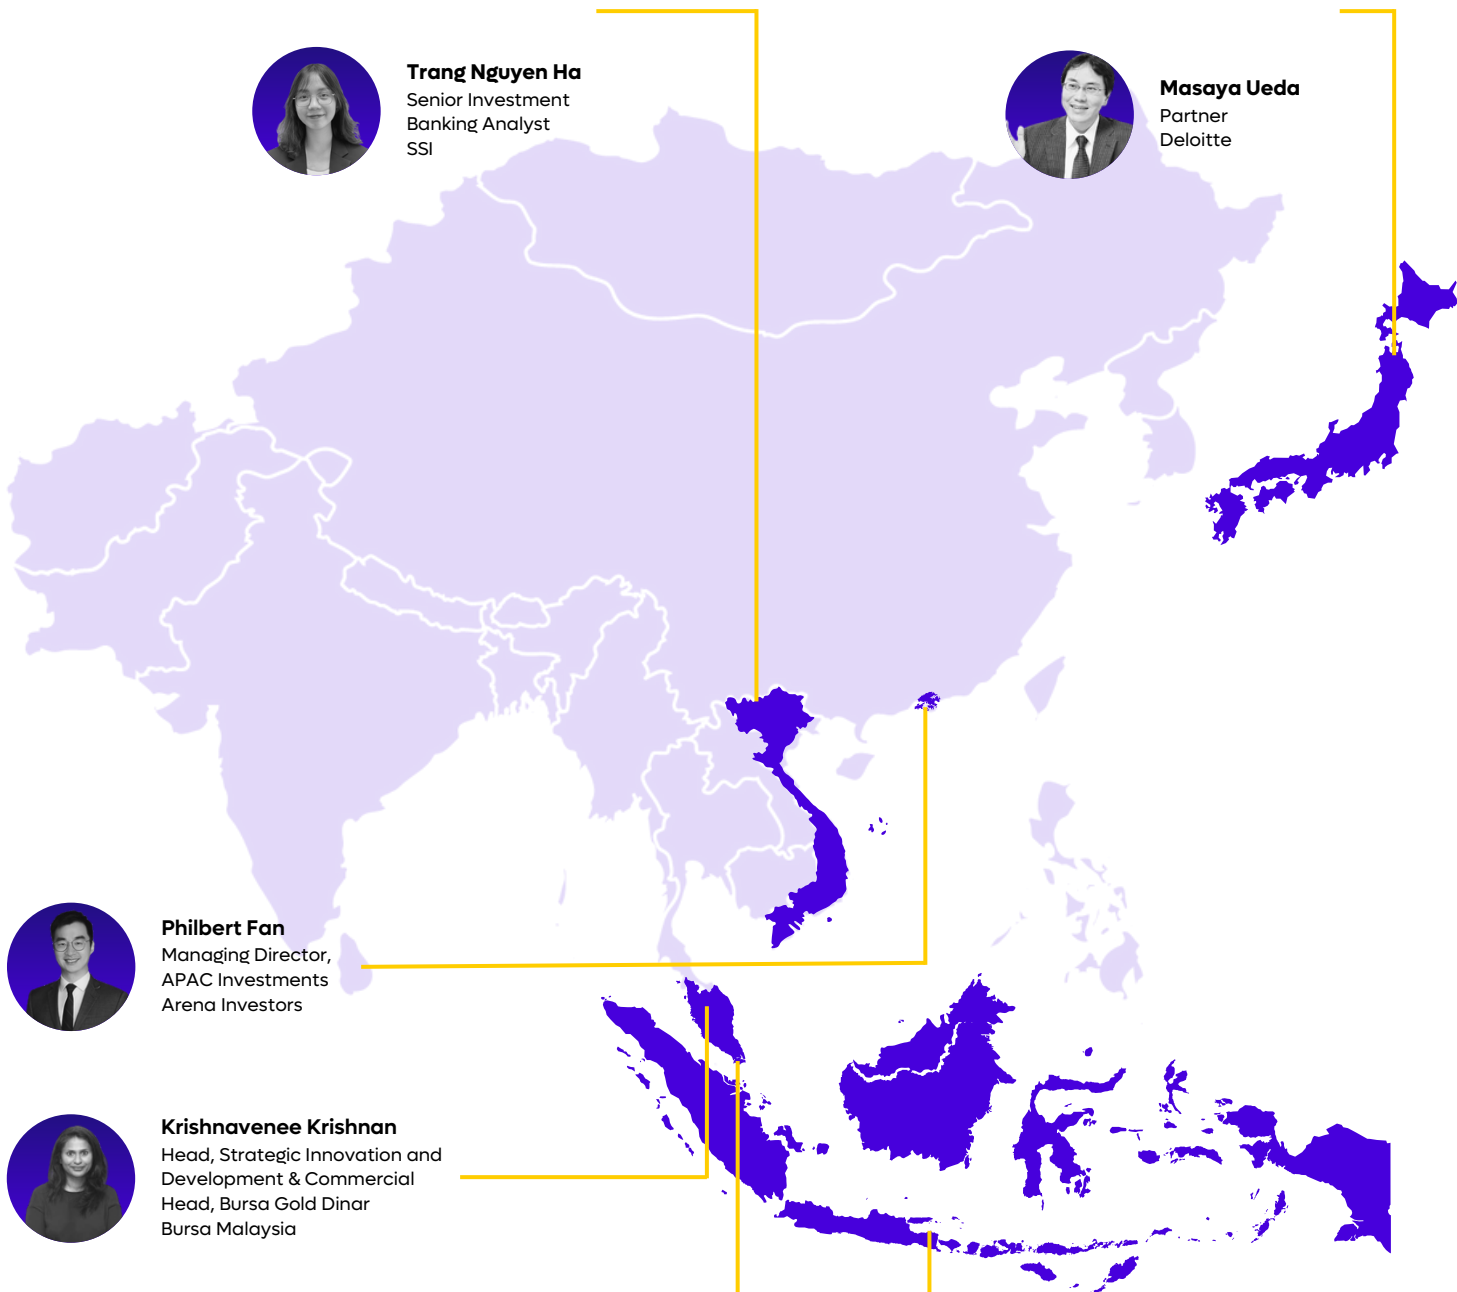 Trang Nguyen Ha
Senior Investment
Banking Analyst
SSI
Masaya Ueda
Partner
Deloitte
Philbert Fan
Managing Director,
APAC Investments
Arena Investors
Krishnavenee Krishnan
Head, Strategic Innovation and
Development & Commercial
Head, Bursa Gold Dinar
Bursa Malaysia